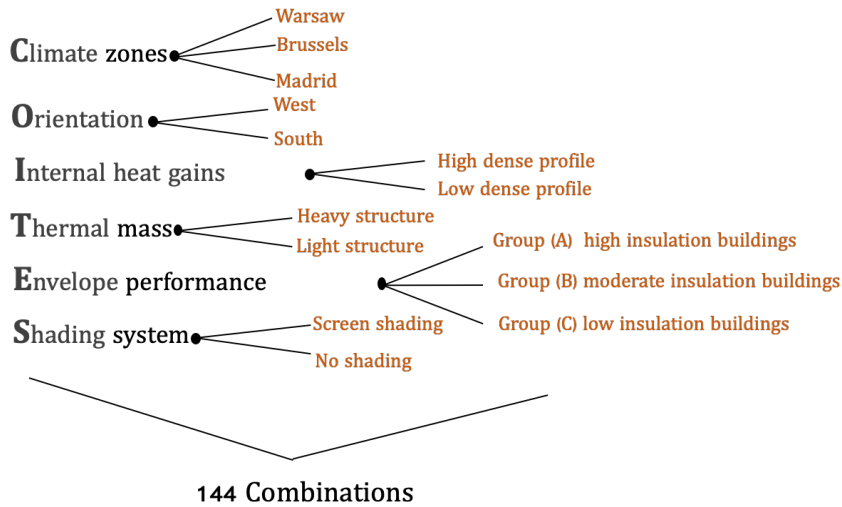 Warsaw
Climate zones
Brussels
Madrid
West
Orientation
South
Internal heat gains
High dense profile
Low dense profile
Thermal mass
Heavy structure
Light structure
Group (A) high insulation buildings
Envelope performance
Group (B) moderate insulation buildings
Group (C) low insulation buildings
Shading system
Screen shading
No shading
144 Combinations